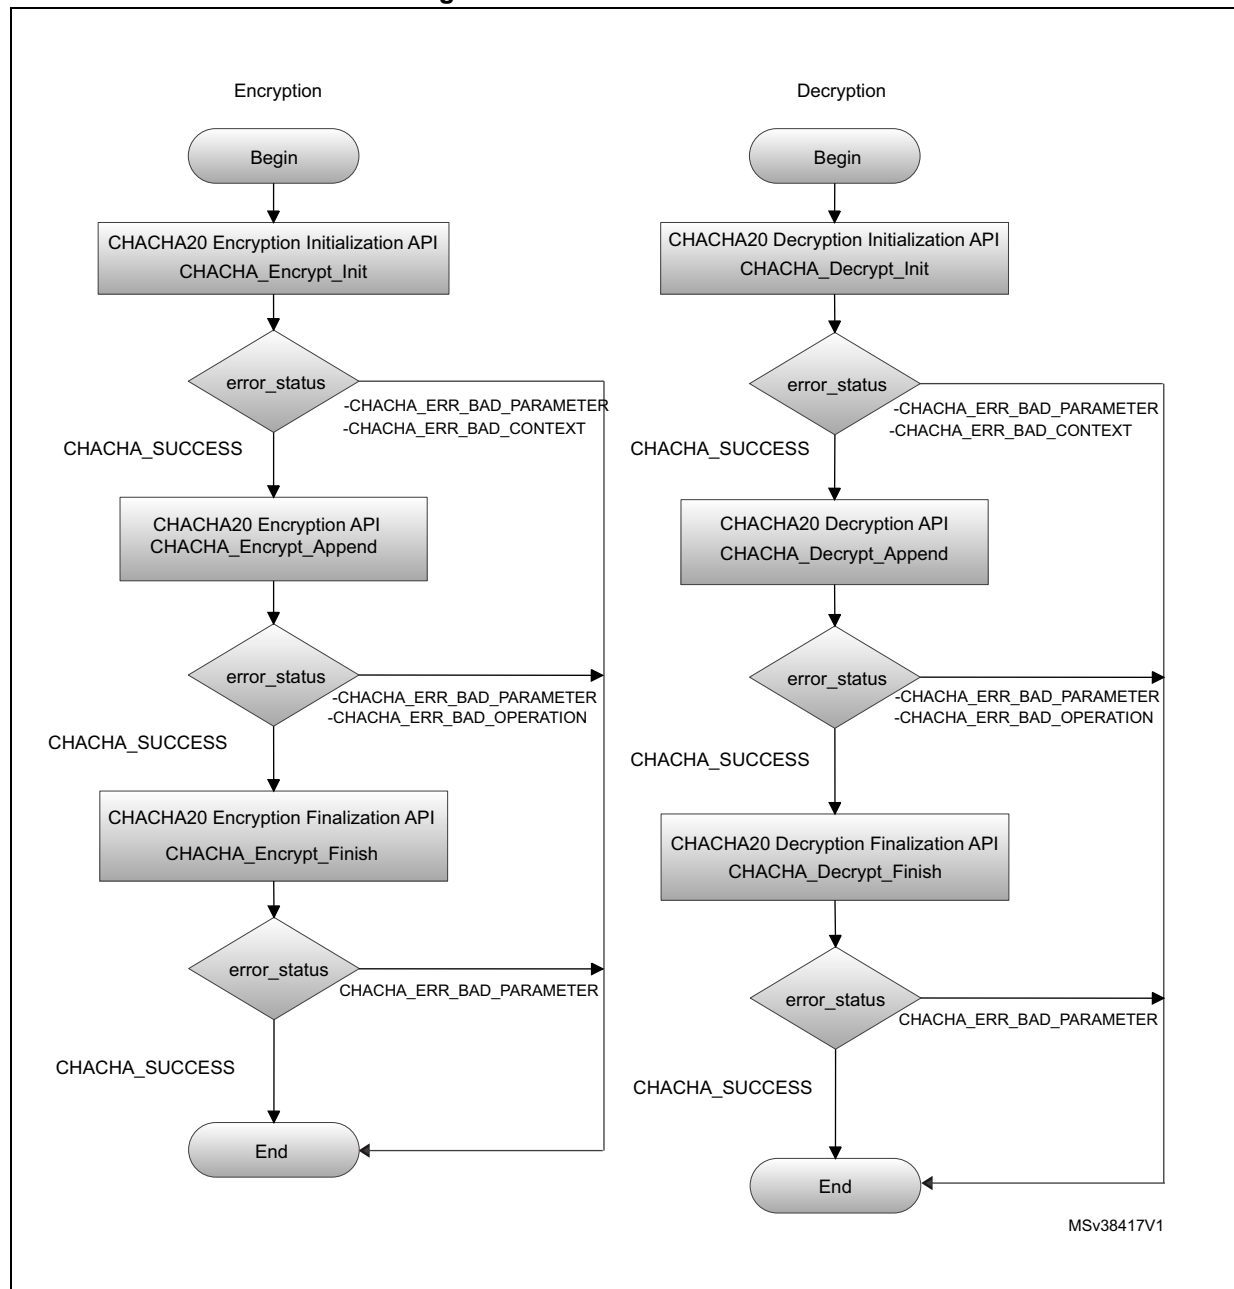 Encryption
Begin
CHACHA20 Encryption Initialization API
CHACHA_Encrypt_Init
error_status
-CHACHA_ERR_BAD_PARAMETER
-CHACHA_ERR_BAD_CONTEXT
CHACHA_SUCCESS
CHACHA20 Encryption API
CHACHA_Encrypt_Append
error_status
-CHACHA_ERR_BAD_PARAMETER
-CHACHA_ERR_BAD_OPERATION
CHACHA_SUCCESS
CHACHA20 Encryption Finalization API
CHACHA_Encrypt_Finish
error_status
CHACHA_ERR_BAD_PARAMETER
CHACHA_SUCCESS
End
Decryption
Begin
CHACHA20 Decryption Initialization API
CHACHA_Decrypt_Init
error_status
-CHACHA_ERR_BAD_PARAMETER
-CHACHA_ERR_BAD_CONTEXT
CHACHA_SUCCESS
CHACHA20 Decryption API
CHACHA_Decrypt_Append
error_status
-CHACHA_ERR_BAD_PARAMETER
-CHACHA_ERR_BAD_OPERATION
CHACHA_SUCCESS
CHACHA20 Decryption Finalization API
CHACHA_Decrypt_Finish
error_status
CHACHA_ERR_BAD_PARAMETER
CHACHA_SUCCESS
End
MSv38417V1